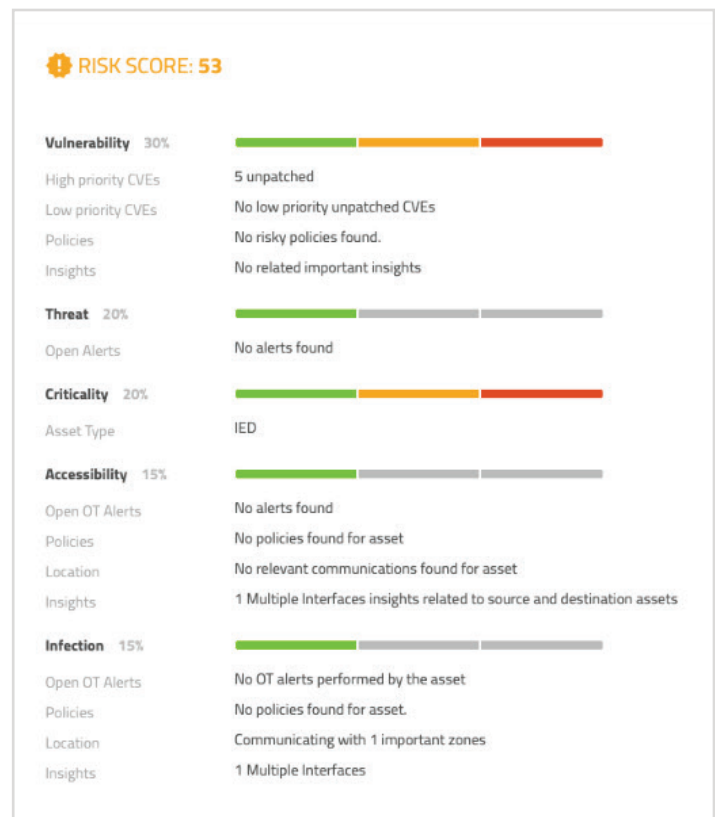 RISK SCORE: 53
Vulnerability 30%
High priority CVEs 5 unpatched
Low priority CVEs No low priority unpatched CVEs
Policies No risky policies found.
Insights No related important insights
Threat 20%
Open Alerts No alerts found
Criticality 20%
Asset Type IED
Accessibility 15%
Open OT Alerts No alerts found
Policies No policies found for asset
Location No relevant communications found for asset
Insights 1 Multiple Interfaces insights related to source and destination assets
Infection 15%
Open OT Alerts No OT alerts performed by the asset
Policies No policies found for asset.
Location Communicating with 1 important zones
Insights 1 Multiple Interfaces